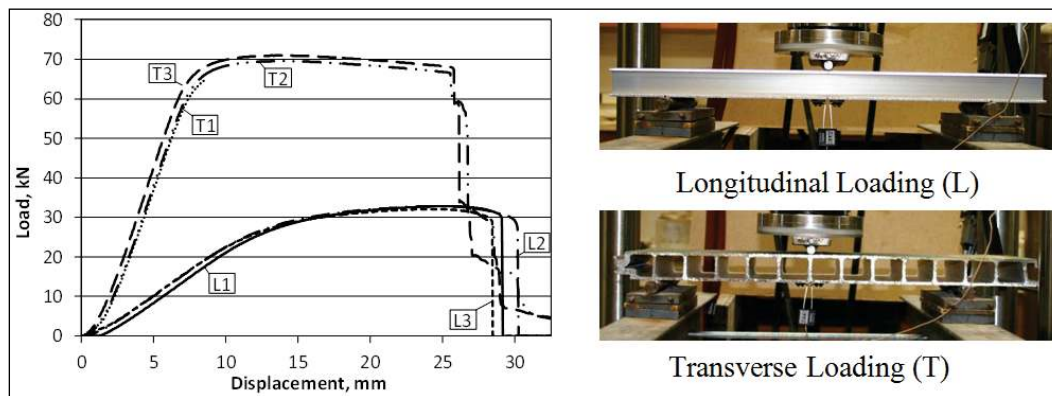 80
70
60
50
40
30
20
10
0
Load, kN
T3
T2
T1
L1
L2
L3
0 5 10 15 20 25 30
Displacement, mm
Longitudinal Loading (L)
Transverse Loading (T)